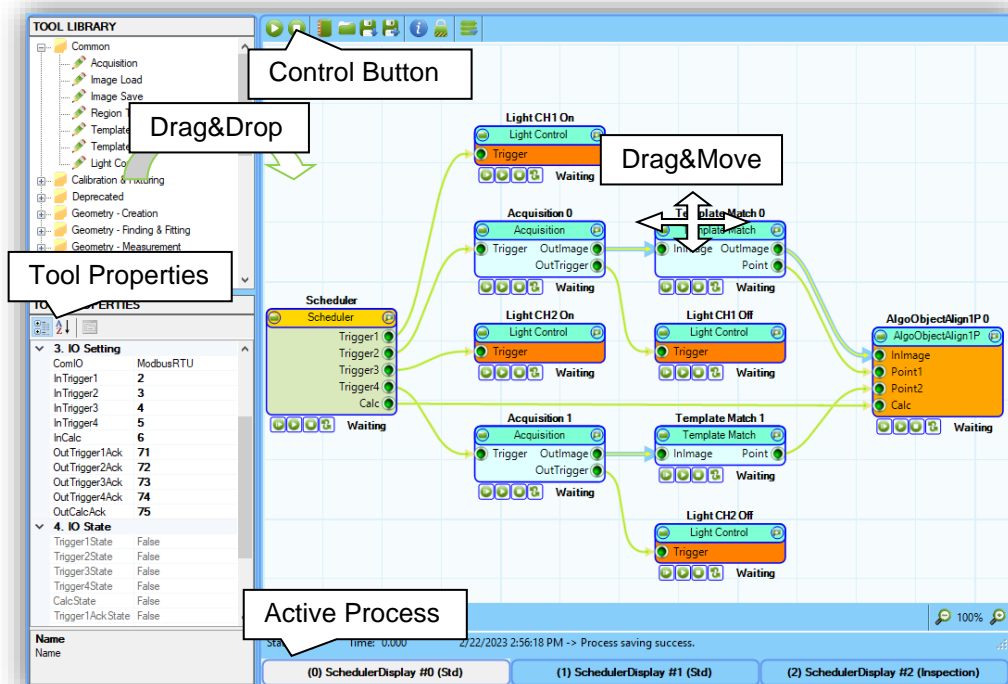 TOOL LIBRARY
Common
Acquisition
Image Load
Image Save
Region T
Template
Template
Light Co
Calibration & Fixturing
Deprecated
Geometry - Creation
Geometry - Finding & Fitting
Geometry - Measurement
Control Button
Drag&Drop
Drag&Move
Tool Properties
3. IO Setting
ComIO ModbusRTU
InTrigger1 2
InTrigger2 3
InTrigger3 4
InTrigger4 5
InCalc 6
OutTrigger1Ack 71
OutTrigger2Ack 72
OutTrigger3Ack 73
OutTrigger4Ack 74
OutCalcAck 75
4. IO State
Trigger1State False
Trigger2State False
Trigger3State False
Trigger4State False
CalcState False
Trigger1AckState False
Name
Name
Scheduler
Scheduler
Trigger1
Trigger2
Trigger3
Trigger4
Calc
Waiting
Light CH1 On
Light Control
Trigger
Waiting
Acquisition 0
Acquisition
Trigger OutImage
OutTrigger
Waiting
Template Match 0
Template Match
InImage OutImage
Point
Waiting
Light CH2 On
Light Control
Trigger
Waiting
Light CH1 Off
Light Control
Trigger
Waiting
AlgoObjectAlign1P 0
AlgoObjectAlign1P
InImage
Point1
Point2
Calc
Waiting
Acquisition 1
Acquisition
Trigger OutImage
OutTrigger
Waiting
Template Match 1
Template Match
InImage Point
Waiting
Light CH2 Off
Light Control
Trigger
Waiting
Active Process
100%
Time: 0.000 2/22/2023 2:56:18 PM -> Process saving success.
(0) SchedulerDisplay #0 (Std)
(1) SchedulerDisplay #1 (Std)
(2) SchedulerDisplay #2 (Inspection)